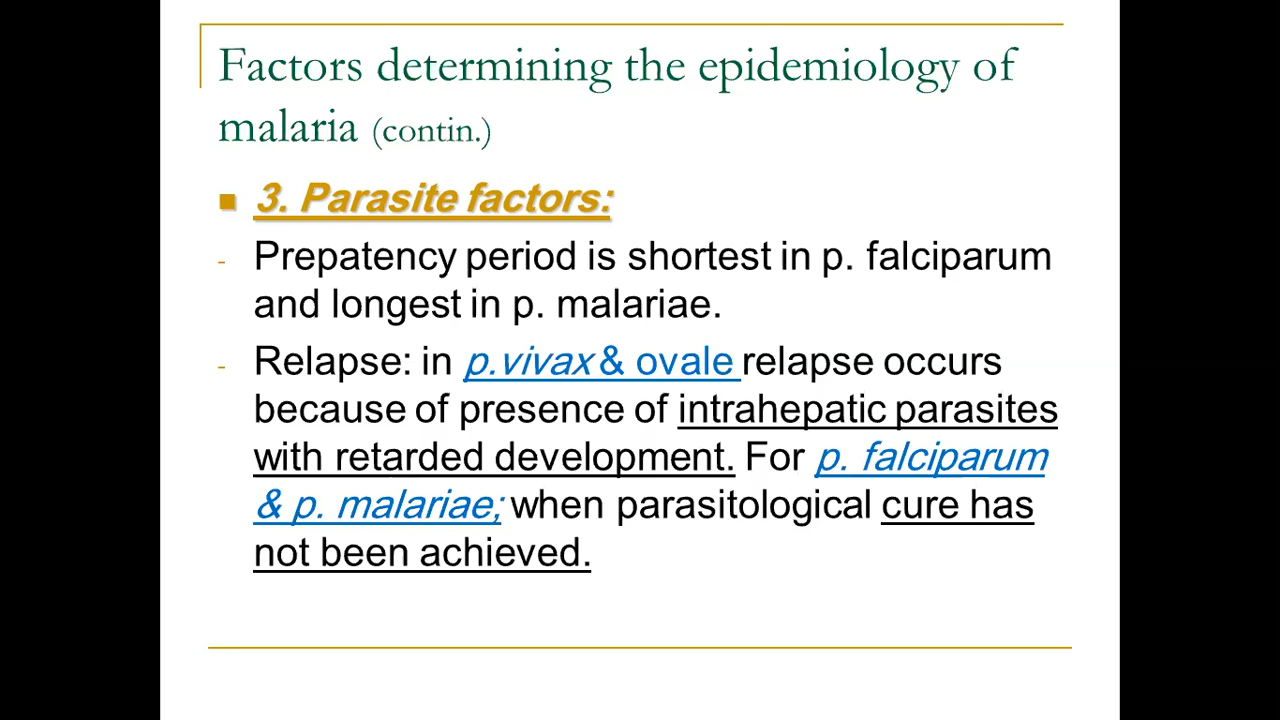 Factors determining the epidemiology of
malaria (contin.)
3. Parasite factors:
- Prepatency period is shortest in p. falciparum
and longest in p. malariae.
- Relapse: in p.vivax & ovale relapse occurs
because of presence of intrahepatic parasites
with retarded development. For p. falciparum
& p. malariae; when parasitological cure has
not been achieved.